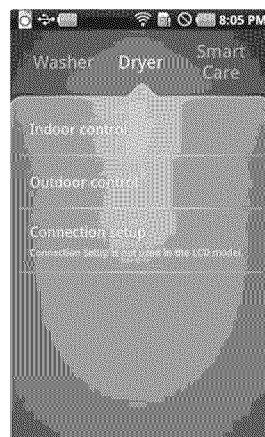 8:05 PM
Washer Dryer Smart Care
Indoor control
Outdoor control
Connection setup
Connection Setup is not used in the LCD model.